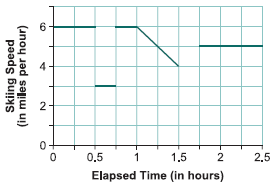 Skiing Speed
(in miles per hour)
6
4
2
0
0 0.5 1 1.5 2 2.5
Elapsed Time (in hours)